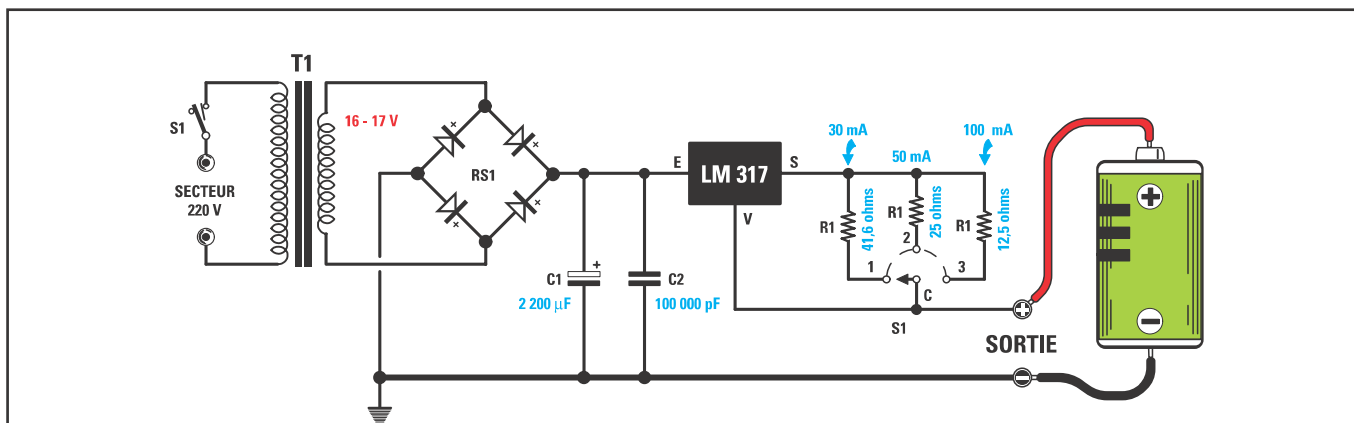 T1
S1
16 - 17 V
SECTEUR
220 V
RS1
+
+
+
+
C1
+
2 200 µF
C2
100 000 pF
E
LM 317
S
V
30 mA
50 mA
100 mA
R1
41,6 ohms
R1
25 ohms
R1
12,5 ohms
1
2
3
C
S1
SORTIE
+
−
+
−